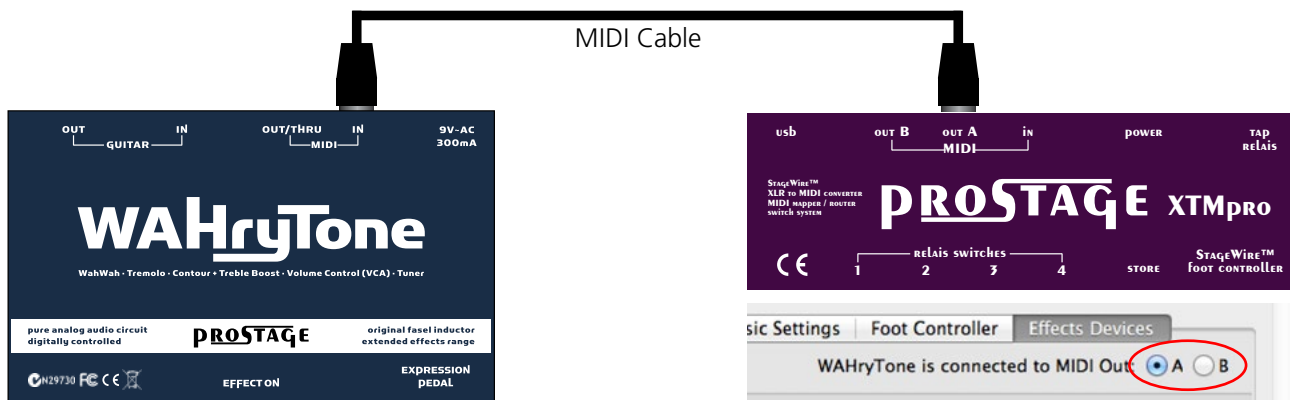 MIDI Cable
OUT IN OUT/THRU IN 9V-AC
GUITAR MIDI 300mA
WAHryTone
WahWah · Tremolo · Contour + Treble Boost · Volume Control (VCA) · Tuner
pure analog audio circuit
digitally controlled
PROSTAGE
original fasel inductor
extended effects range
N29730 FC CE
EFFECT ON
EXPRESSION
PEDAL
usb OUT B OUT A IN POWER TAP
MIDI RELAIS
StageWire™
XLR to MIDI converter
MIDI mapper / router
switch system
PROSTAGE XTMpro
CE
RELAIS SWITCHES
1 2 3 4
STORE
StageWire™
foot controller
sic Settings Foot Controller Effects Devices
WAHryTone is connected to MIDI Out: A B